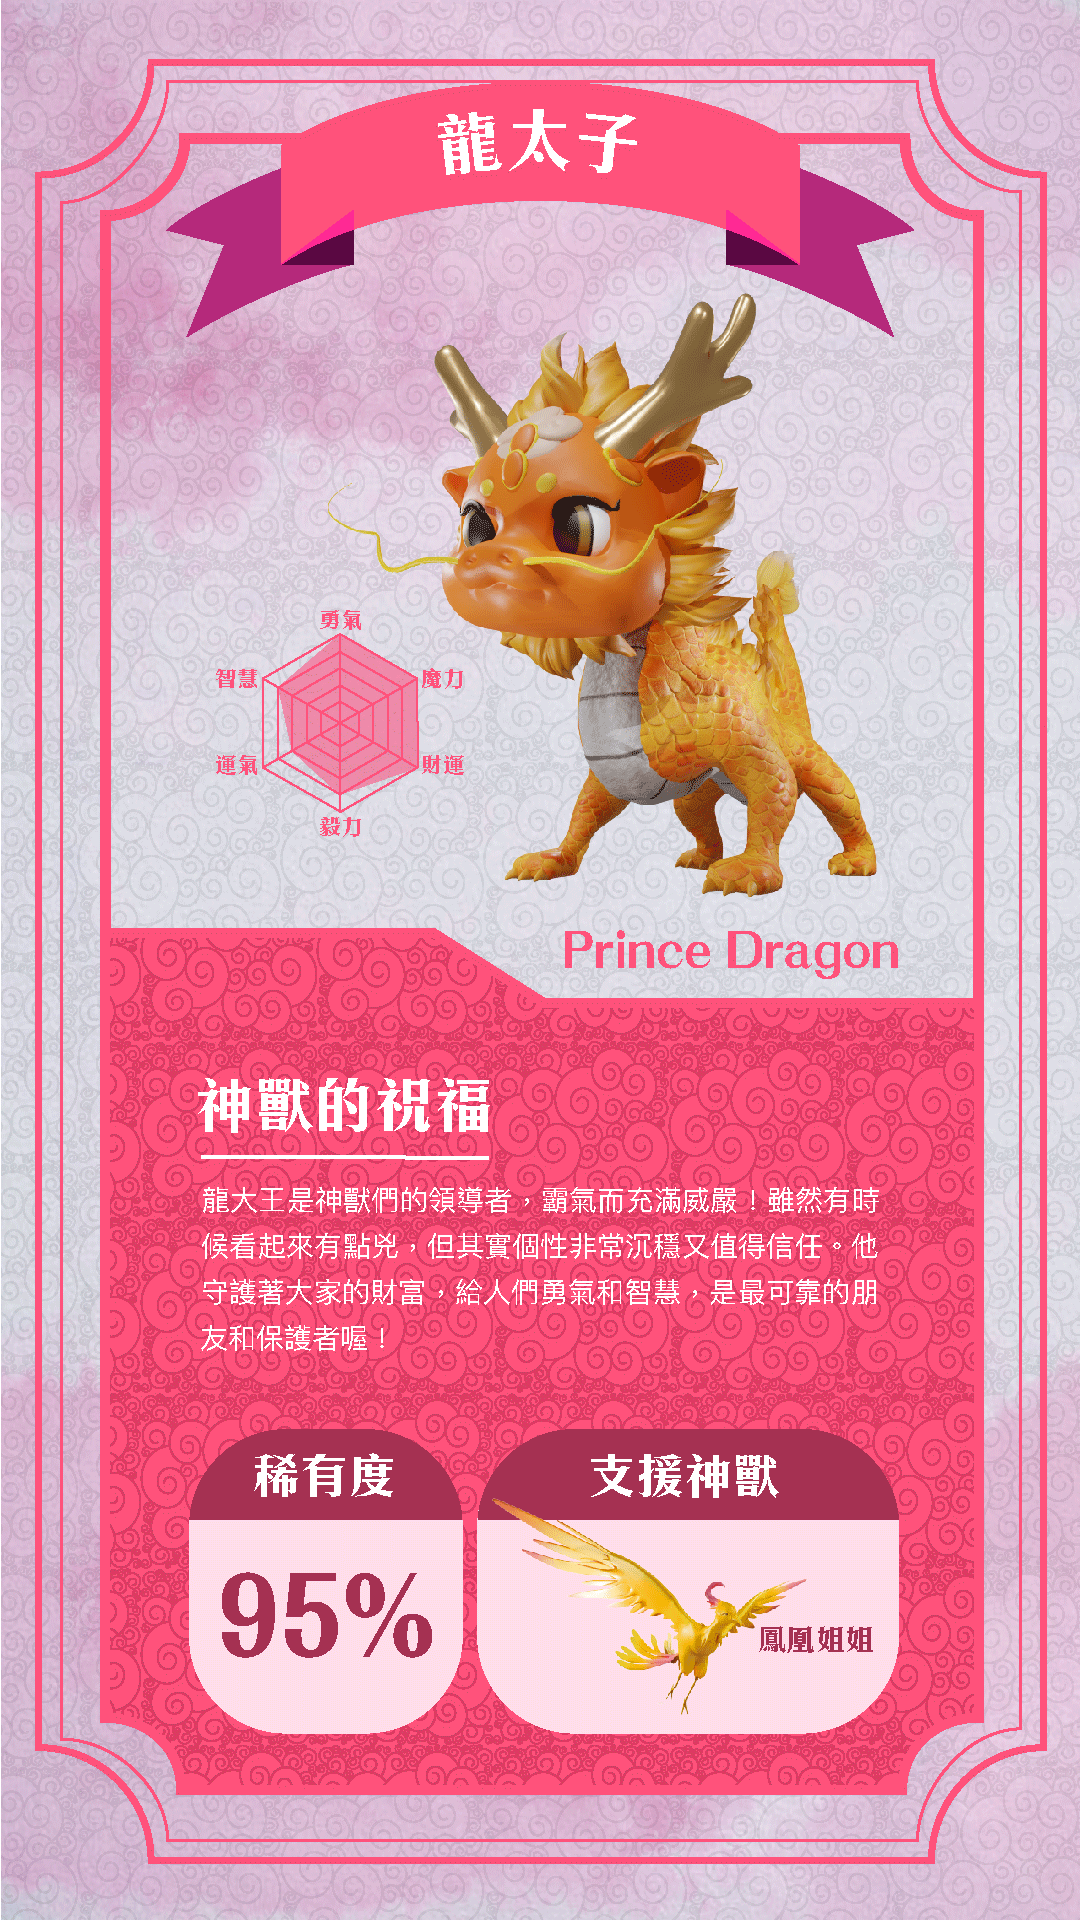 龍太子
勇氣
智慧
魔力
運氣
財運
毅力
Prince Dragon
神獸的祝福
龍大王是神獸們的領導者，霸氣而充滿威嚴！雖然有時
候看起來有點兇，但其實個性非常沉穩又值得信任。他
守護著大家的財富，給人們勇氣和智慧，是最可靠的朋
友和保護者喔！
稀有度
支援神獸
95%
鳳凰姐姐